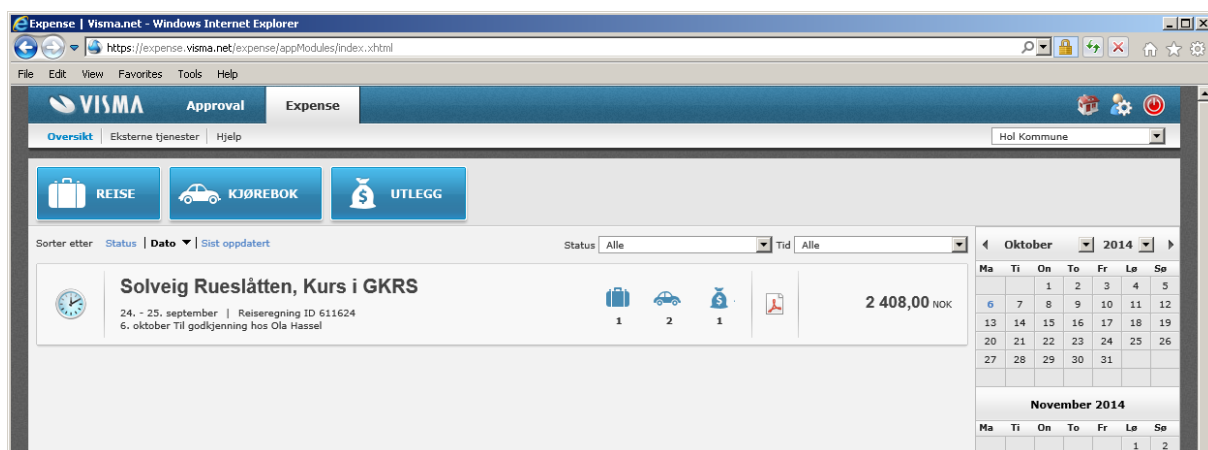 Expense | Visma.net - Windows Internet Explorer
https://expense.visma.net/expense/appModules/index.xhtml
File Edit View Favorites Tools Help
VISMA Approval Expense
Oversikt Eksterne tjenester Hjelp Hol Kommune
REISE KJØREBOK UTLEGG
Sorter etter Status | Dato ▼ | Sist oppdatert Status Alle Tid Alle
Solveig Rueslåtten, Kurs i GKRS
24. - 25. september | Reiseregning ID 611624
6. oktober Til godkjenning hos Ola Hassel
1 2 1
2 408,00 NOK
Oktober 2014
Ma Ti On To Fr Lø Sø
1 2 3 4 5
6 7 8 9 10 11 12
13 14 15 16 17 18 19
20 21 22 23 24 25 26
27 28 29 30 31
November 2014
Ma Ti On To Fr Lø Sø
1 2